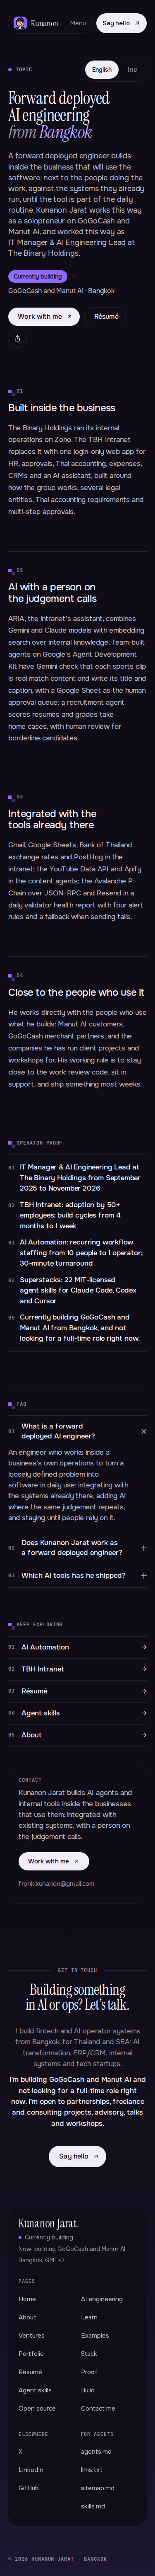 Kunanon
Menu
Say hello ↗
TOPIC
English
ไทย
Forward deployed
AI engineering
from Bangkok
A forward deployed engineer builds
inside the business that will use the
software: next to the people doing the
work, against the systems they already
run, until the tool is part of the daily
routine. Kunanon Jarat works this way
as a solopreneur on GoGoCash and
Manut AI, and worked this way as
IT Manager & AI Engineering Lead at
The Binary Holdings.
Currently building
GoGoCash and Manut AI · Bangkok
Work with me ↗
Résumé
01
Built inside the business
The Binary Holdings ran its internal
operations on Zoho. The TBH Intranet
replaces it with one login-only web app for
HR, approvals, Thai accounting, expenses,
CRMs and an AI assistant, built around
how the group works: several legal
entities, Thai accounting requirements and
multi-step approvals.
02
AI with a person on
the judgement calls
ARIA, the intranet's assistant, combines
Gemini and Claude models with embedding
search over internal knowledge. Team-built
agents on Google's Agent Development
Kit have Gemini check that each sports clip
is real match content and write its title and
caption, with a Google Sheet as the human
approval queue; a recruitment agent
scores resumes and grades take-
home cases, with human review for
borderline candidates.
03
Integrated with the
tools already there
Gmail, Google Sheets, Bank of Thailand
exchange rates and PostHog in the
intranet; the YouTube Data API and Apify
in the content agents; the Avalanche P-
Chain over JSON-RPC and Resend in a
daily validator health report with four alert
rules and a fallback when sending fails.
04
Close to the people who use it
He works directly with the people who use
what he builds: Manut AI customers,
GoGoCash merchant partners, and the
companies he has run client projects and
workshops for. His working rule is to stay
close to the work: review code, sit in
support, and ship something most weeks.
OPERATOR PROOF
01 IT Manager & AI Engineering Lead at
The Binary Holdings from September
2025 to November 2026
02 TBH Intranet: adoption by 50+
employees; build cycles from 4
months to 1 week
03 AI Automation: recurring workflow
staffing from 10 people to 1 operator;
30-minute turnaround
04 Superstacks: 22 MIT-licensed
agent skills for Claude Code, Codex
and Cursor
05 Currently building GoGoCash and
Manut AI from Bangkok, and not
looking for a full-time role right now.
FAQ
01 What is a forward
deployed AI engineer?
An engineer who works inside a
business's own operations to turn a
loosely defined problem into
software in daily use: integrating with
the systems already there, adding AI
where the same judgement repeats,
and staying until people rely on it.
02 Does Kunanon Jarat work as
a forward deployed engineer?
03 Which AI tools has he shipped?
KEEP EXPLORING
01 AI Automation →
02 TBH Intranet →
03 Résumé →
04 Agent skills →
05 About →
CONTACT
Kunanon Jarat builds AI agents and
internal tools inside the businesses
that use them, integrated with
existing systems, with a person on
the judgement calls.
Work with me ↗
fronk.kunanon@gmail.com
GET IN TOUCH
Building something
in AI or ops? Let's talk.
I build fintech and AI operator systems
from Bangkok, for Thailand and SEA: AI
transformation, ERP/CRM, internal
systems and tech startups.
I'm building GoGoCash and Manut AI and
not looking for a full-time role right
now. I'm open to partnerships, freelance
and consulting projects, advisory, talks
and workshops.
Say hello ↗
Kunanon Jarat.
Currently building
Now: building GoGoCash and Manut AI
Bangkok, GMT+7
PAGES
Home
AI engineering
About
Learn
Ventures
Examples
Portfolio
Stack
Résumé
Proof
Agent skills
Build
Open source
Contact me
ELSEWHERE
FOR AGENTS
X
agents.md
LinkedIn
llms.txt
GitHub
sitemap.md
skills.md
© 2026 KUNANON JARAT · BANGKOK